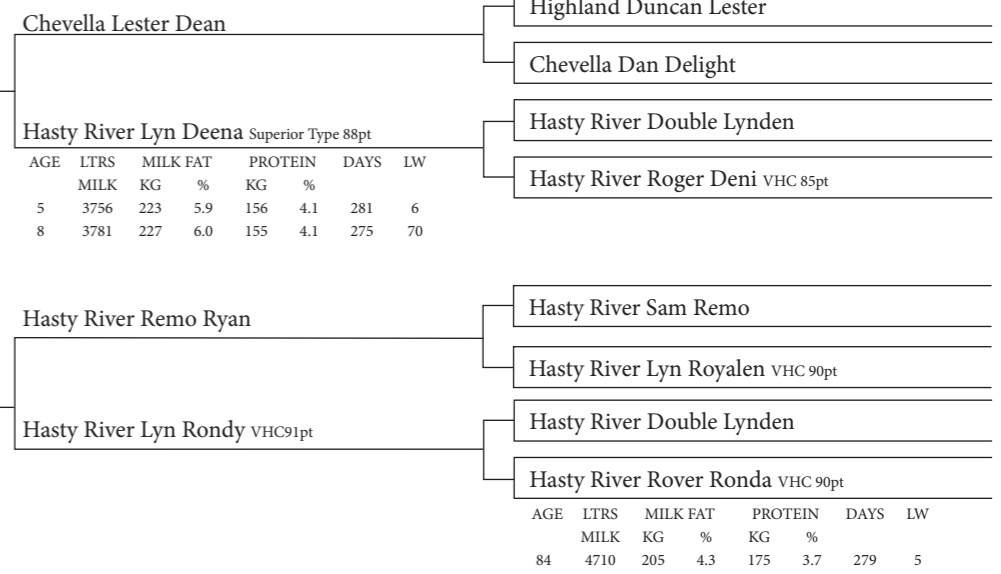 Highland Duncan Lester
Chevella Lester Dean
Chevella Dan Delight
Hasty River Double Lynden
Hasty River Lyn Deena Superior Type 88pt
AGE LTRS MILK FAT PROTEIN DAYS LW
MILK KG % KG %
5 3756 223 5.9 156 4.1 281 6
8 3781 227 6.0 155 4.1 275 70
Hasty River Roger Deni VHC 85pt
Hasty River Sam Remo
Hasty River Remo Ryan
Hasty River Lyn Royalen VHC 90pt
Hasty River Double Lynden
Hasty River Lyn Rondy VHC91pt
Hasty River Rover Ronda VHC 90pt
AGE LTRS MILK FAT PROTEIN DAYS LW
MILK KG % KG %
84 4710 205 4.3 175 3.7 279 5